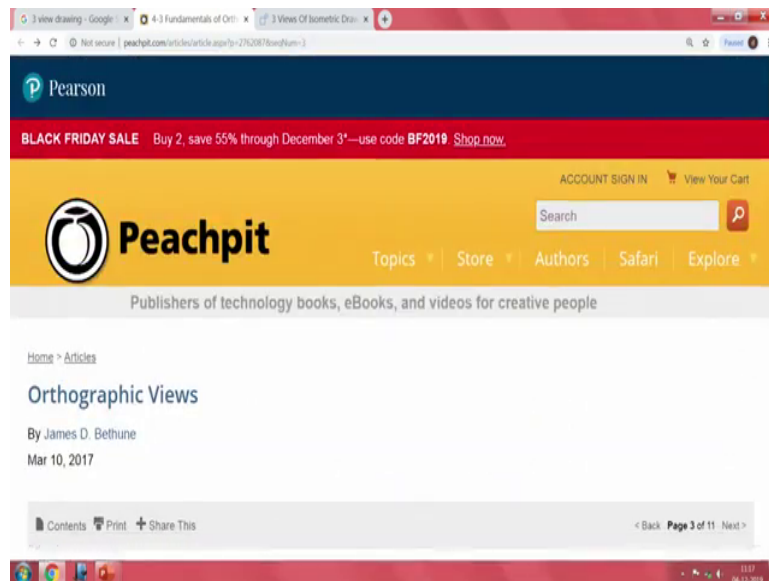 3 view drawing - Google S
4-3 Fundamentals of Orth
3 Views Of Isometric Draw
Not secure | peachpit.com/articles/article.aspx?p=2762087&seqNum=3
Paused
Pearson
BLACK FRIDAY SALE Buy 2, save 55% through December 3*—use code BF2019. Shop now.
ACCOUNT SIGN IN View Your Cart
Search
Peachpit
Topics Store Authors Safari Explore
Publishers of technology books, eBooks, and videos for creative people
Home > Articles
Orthographic Views
By James D. Bethune
Mar 10, 2017
Contents Print Share This
< Back Page 3 of 11 Next >
11:17